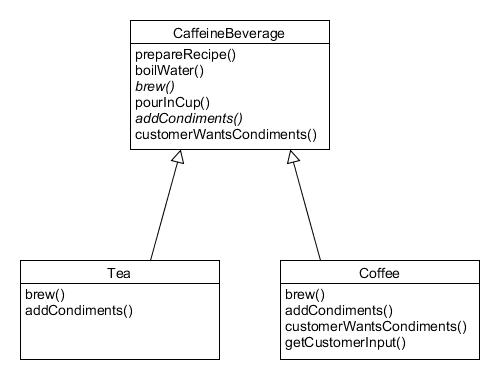 CaffeineBeverage
prepareRecipe()
boilWater()
brew()
pourInCup()
addCondiments()
customerWantsCondiments()
Tea
brew()
addCondiments()
Coffee
brew()
addCondiments()
customerWantsCondiments()
getCustomerInput()